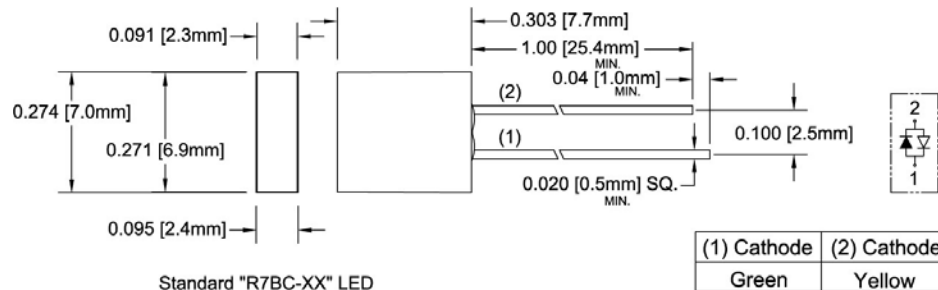 0.303 [7.7mm]
0.091 [2.3mm]
1.00 [25.4mm]
MIN.
0.04 [1.0mm]
MIN.
(2)
0.274 [7.0mm]
(1)
0.100 [2.5mm]
0.271 [6.9mm]
0.020 [0.5mm] SQ.
MIN.
2
1
0.095 [2.4mm]
(1) Cathode (2) Cathode
Green Yellow
Standard "R7BC-XX" LED